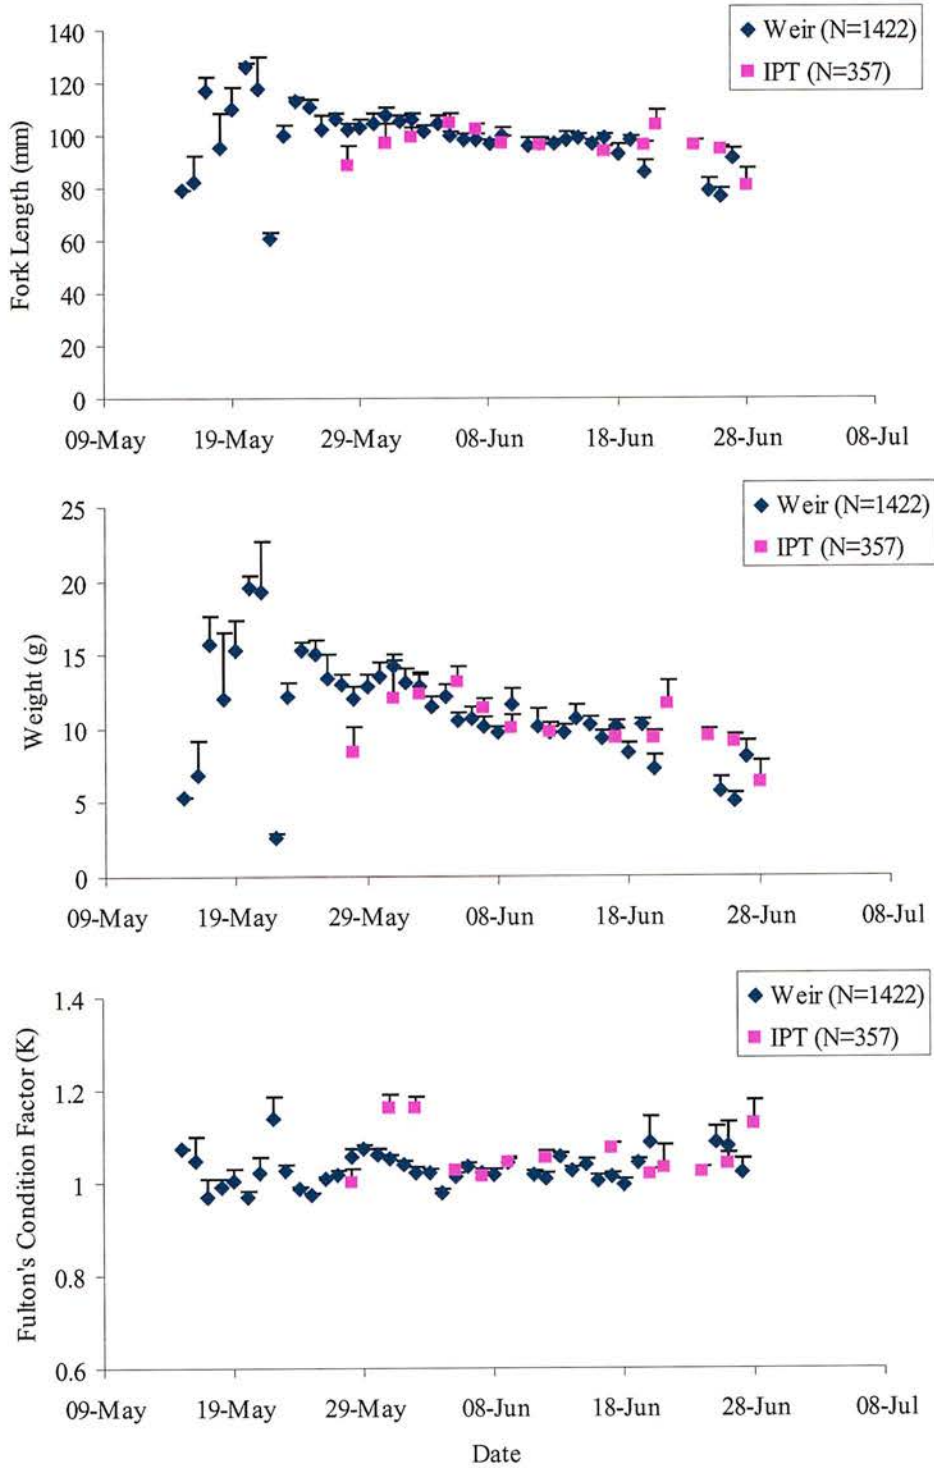 Weir (N=1422)
IPT (N=357)
140
120
100
80
60
40
20
0
Fork Length (mm)
09-May 19-May 29-May 08-Jun 18-Jun 28-Jun 08-Jul
Weir (N=1422)
IPT (N=357)
25
20
15
10
5
0
Weight (g)
09-May 19-May 29-May 08-Jun 18-Jun 28-Jun 08-Jul
Weir (N=1422)
IPT (N=357)
1.4
1.2
1
0.8
0.6
Fulton's Condition Factor (K)
09-May 19-May 29-May 08-Jun 18-Jun 28-Jun 08-Jul
Date